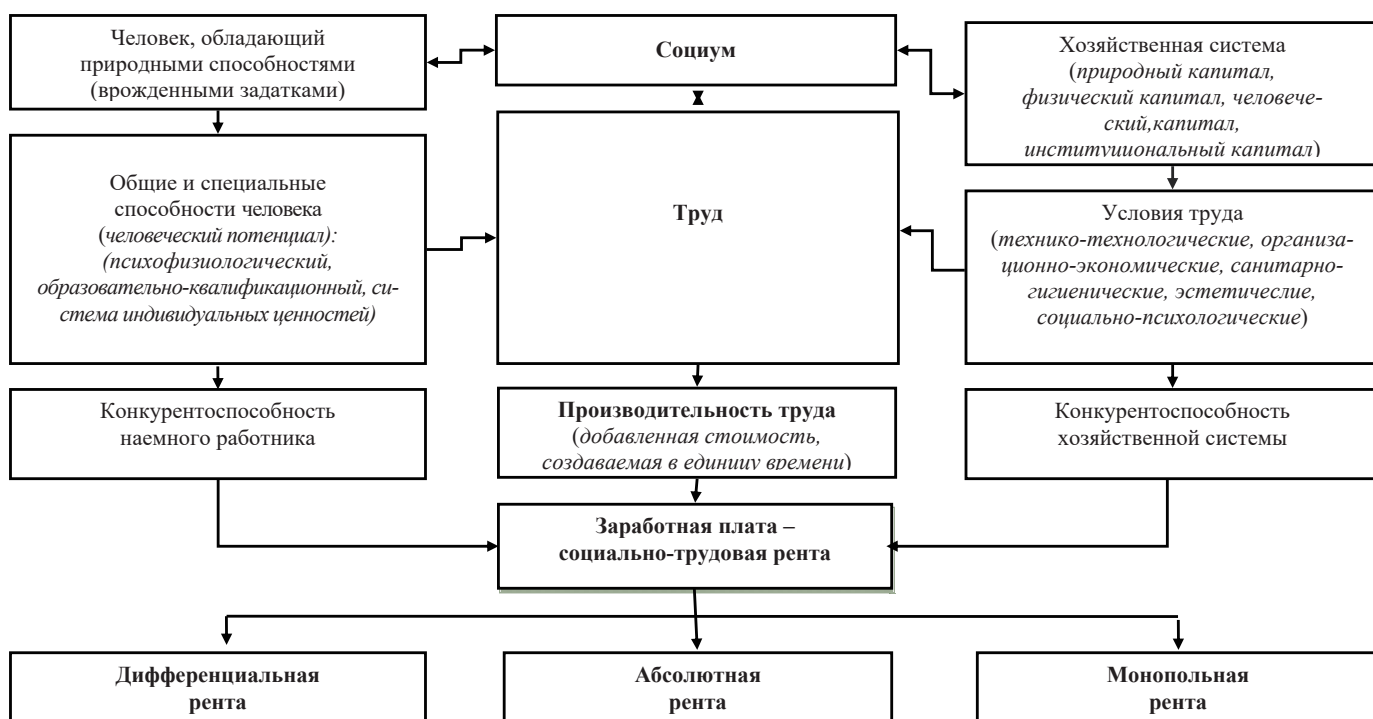 Человек, обладающий
природными способностями
(врожденными задатками)
Социум
Хозяйственная система
(природный капитал,
физический капитал, человече-
ский,капитал,
институциональный капитал)
Общие и специальные
способности человека
(человеческий потенциал):
(психофизиологический,
образовательно-квалификационный, си-
стема индивидуальных ценностей)
Труд
Условия труда
(технико-технологические, организа-
ционно-экономические, санитарно-
гигиенические, эстетичеслие,
социально-психологические)
Конкурентоспособность
наемного работника
Производительность труда
(добавленная стоимость,
создаваемая в единицу времени)
Конкурентоспособность
хозяйственной системы
Заработная плата –
социально-трудовая рента
Дифференциальная
рента
Абсолютная
рента
Монопольная
рента